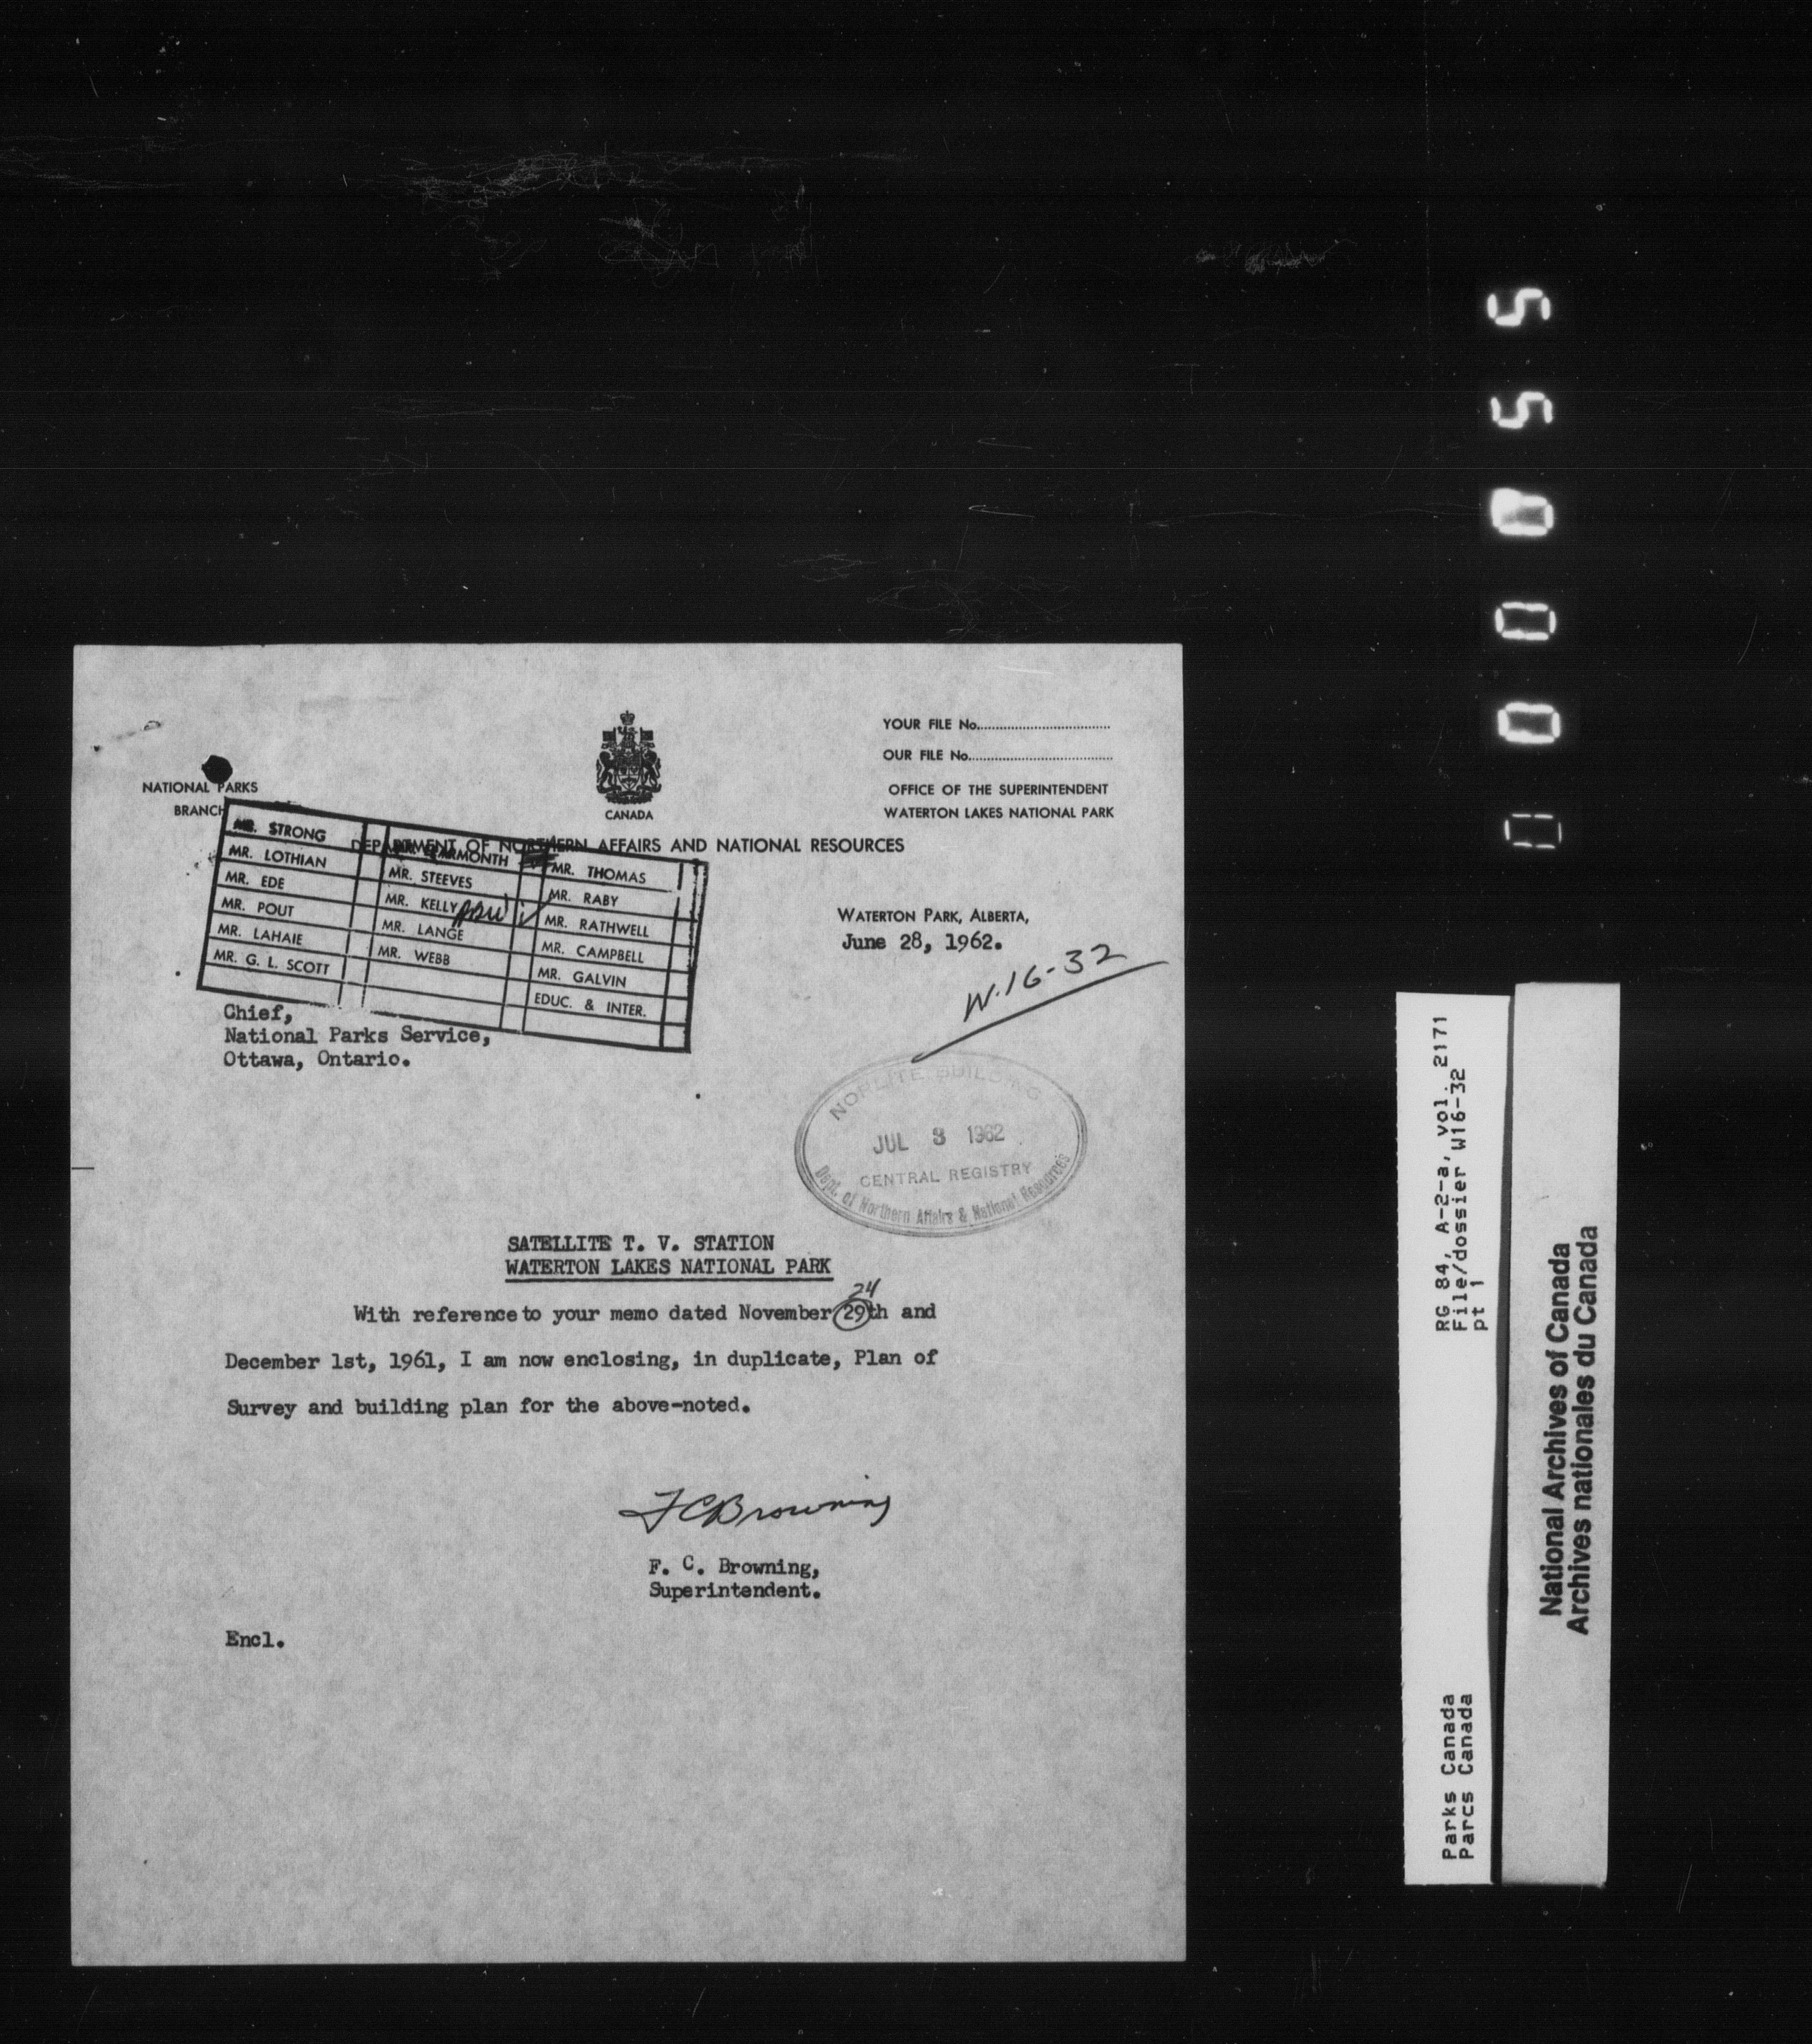 YOUR FILE No.
OUR FILE No.
NATIONAL PARKS
BRANCH
CANADA
OFFICE OF THE SUPERINTENDENT
WATERTON LAKES NATIONAL PARK
DEPARTMENT OF NORTHERN AFFAIRS AND NATIONAL RESOURCES
MR. STRONG
MR. LOTHIAN
MR. EDE
MR. POUT
MR. LAHAIE
MR. G. L. SCOTT
MR. STEEVES
MR. KELLY
MR. LANGE
MR. WEBB
MR. THOMAS
MR. RABY
MR. RATHWELL
MR. CAMPBELL
MR. GALVIN
EDUC. & INTER.
WATERTON PARK, ALBERTA,
June 28, 1962.
W.16-32
Chief,
National Parks Service,
Ottawa, Ontario.
NORLITE BUILDING
JUL 3 1962
CENTRAL REGISTRY
Dept. of Northern Affairs & National Resources
SATELLITE T. V. STATION
WATERTON LAKES NATIONAL PARK
24
With reference to your memo dated November 29th and
December 1st, 1961, I am now enclosing, in duplicate, Plan of
Survey and building plan for the above-noted.
FCBrowning
F. C. Browning,
Superintendent.
Encl.
RG 84, A-2-a, vol. 2171
File/dossier W16-32
pt 1
Parks Canada
Parcs Canada
National Archives of Canada
Archives nationales du Canada